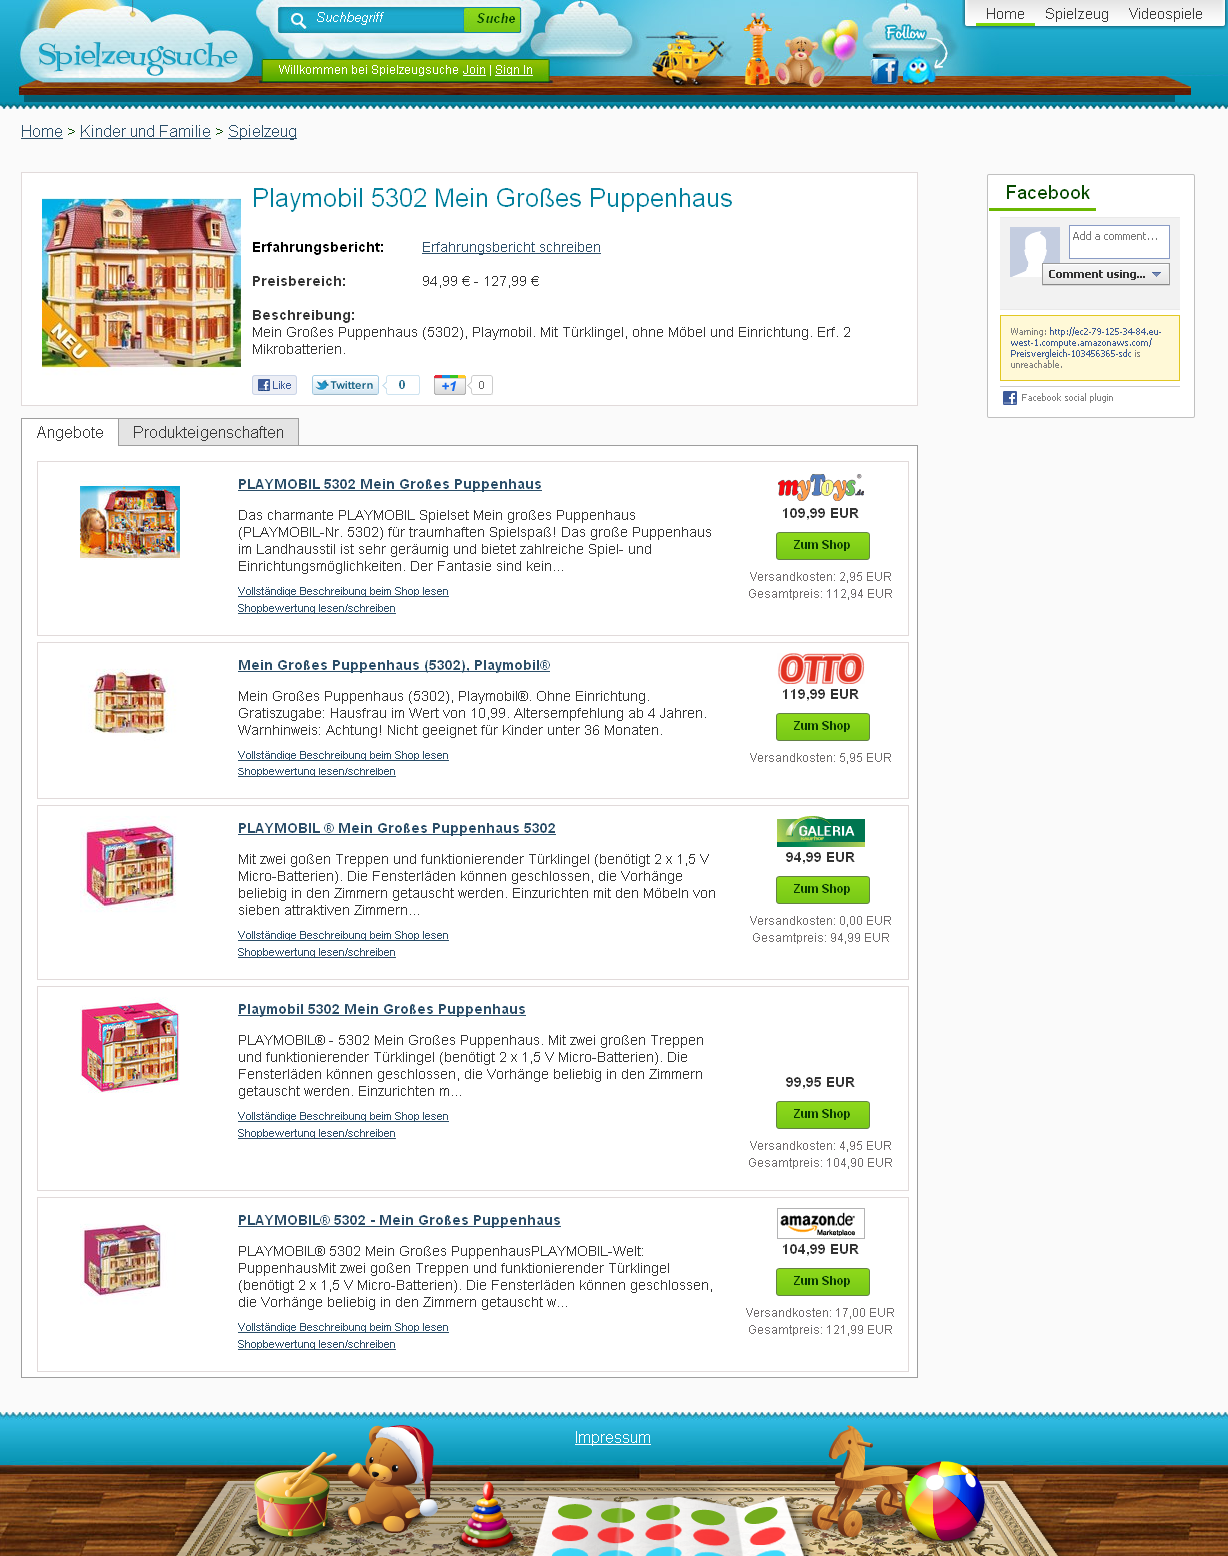 Home Spielzeug Videospiele
Suchbegriff Suche
Spielzeugsuche
Follow
Willkommen bei Spielzeugsuche Join | Sign In
Home > Kinder und Familie > Spielzeug
Playmobil 5302 Mein Großes Puppenhaus
NEU
Erfahrungsbericht: Erfahrungsbericht schreiben
Preisbereich: 94,99 € - 127,99 €
Beschreibung:
Mein Großes Puppenhaus (5302), Playmobil. Mit Türklingel, ohne Möbel und Einrichtung. Erf. 2
Mikrobatterien.
Like Twittern 0 +1 0
Facebook
Add a comment...
Comment using...
Warning: http://ec2-79-125-34-84.eu-
west-1.compute.amazonaws.com/
Preisvergleich-103456365-sdc is
unreachable.
Facebook social plugin
Angebote Produkteigenschaften
PLAYMOBIL 5302 Mein Großes Puppenhaus
Das charmante PLAYMOBIL Spielset Mein großes Puppenhaus
(PLAYMOBIL-Nr. 5302) für traumhaften Spielspaß! Das große Puppenhaus
im Landhausstil ist sehr geräumig und bietet zahlreiche Spiel- und
Einrichtungsmöglichkeiten. Der Fantasie sind kein...
Vollständige Beschreibung beim Shop lesen
Shopbewertung lesen/schreiben
myToys.de
109,99 EUR
Zum Shop
Versandkosten: 2,95 EUR
Gesamtpreis: 112,94 EUR
Mein Großes Puppenhaus (5302), Playmobil®
Mein Großes Puppenhaus (5302), Playmobil®. Ohne Einrichtung.
Gratiszugabe: Hausfrau im Wert von 10,99. Altersempfehlung ab 4 Jahren.
Warnhinweis: Achtung! Nicht geeignet für Kinder unter 36 Monaten.
Vollständige Beschreibung beim Shop lesen
Shopbewertung lesen/schreiben
OTTO
119,99 EUR
Zum Shop
Versandkosten: 5,95 EUR
PLAYMOBIL ® Mein Großes Puppenhaus 5302
Mit zwei goßen Treppen und funktionierender Türklingel (benötigt 2 x 1,5 V
Micro-Batterien). Die Fensterläden können geschlossen, die Vorhänge
beliebig in den Zimmern getauscht werden. Einzurichten mit den Möbeln von
sieben attraktiven Zimmern...
Vollständige Beschreibung beim Shop lesen
Shopbewertung lesen/schreiben
GALERIA
94,99 EUR
Zum Shop
Versandkosten: 0,00 EUR
Gesamtpreis: 94,99 EUR
Playmobil 5302 Mein Großes Puppenhaus
PLAYMOBIL® - 5302 Mein Großes Puppenhaus. Mit zwei großen Treppen
und funktionierender Türklingel (benötigt 2 x 1,5 V Micro-Batterien). Die
Fensterläden können geschlossen, die Vorhänge beliebig in den Zimmern
getauscht werden. Einzurichten m...
Vollständige Beschreibung beim Shop lesen
Shopbewertung lesen/schreiben
99,95 EUR
Zum Shop
Versandkosten: 4,95 EUR
Gesamtpreis: 104,90 EUR
PLAYMOBIL® 5302 - Mein Großes Puppenhaus
PLAYMOBIL® 5302 Mein Großes PuppenhausPLAYMOBIL-Welt:
PuppenhausMit zwei goßen Treppen und funktionierender Türklingel
(benötigt 2 x 1,5 V Micro-Batterien). Die Fensterläden können geschlossen,
die Vorhänge beliebig in den Zimmern getauscht w...
Vollständige Beschreibung beim Shop lesen
Shopbewertung lesen/schreiben
amazon.de
Marketplace
104,99 EUR
Zum Shop
Versandkosten: 17,00 EUR
Gesamtpreis: 121,99 EUR
Impressum